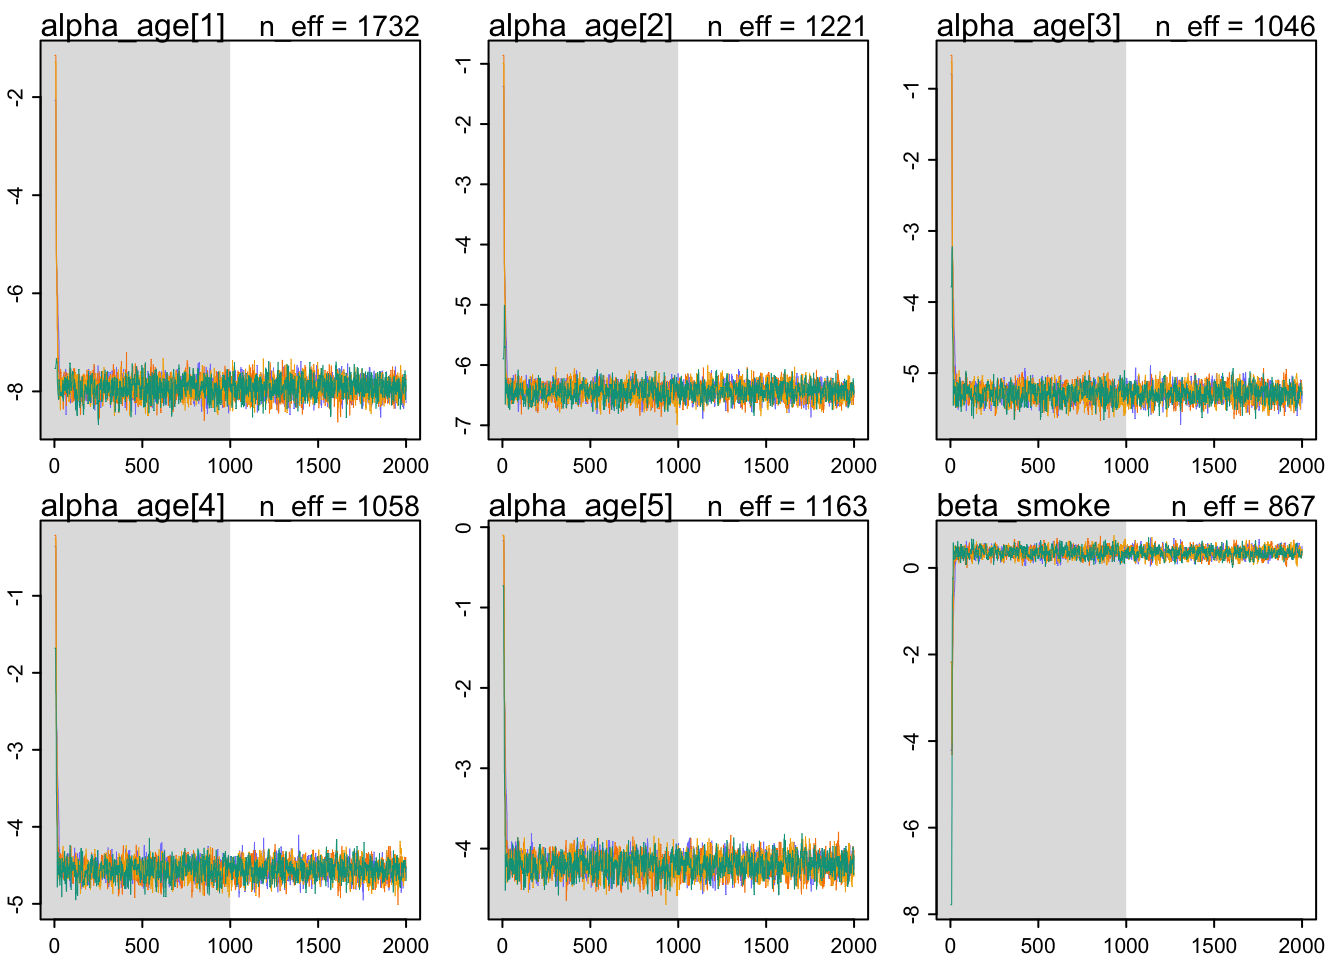 alpha_age[1] n_eff = 1732
-2
-4
-6
-8
0 500 1000 1500 2000
alpha_age[2] n_eff = 1221
-1
-2
-3
-4
-5
-6
-7
0 500 1000 1500 2000
alpha_age[3] n_eff = 1046
-1
-2
-3
-4
-5
0 500 1000 1500 2000
alpha_age[4] n_eff = 1058
-1
-2
-3
-4
-5
0 500 1000 1500 2000
alpha_age[5] n_eff = 1163
0
-1
-2
-3
-4
0 500 1000 1500 2000
beta_smoke n_eff = 867
0
-2
-4
-6
-8
0 500 1000 1500 2000